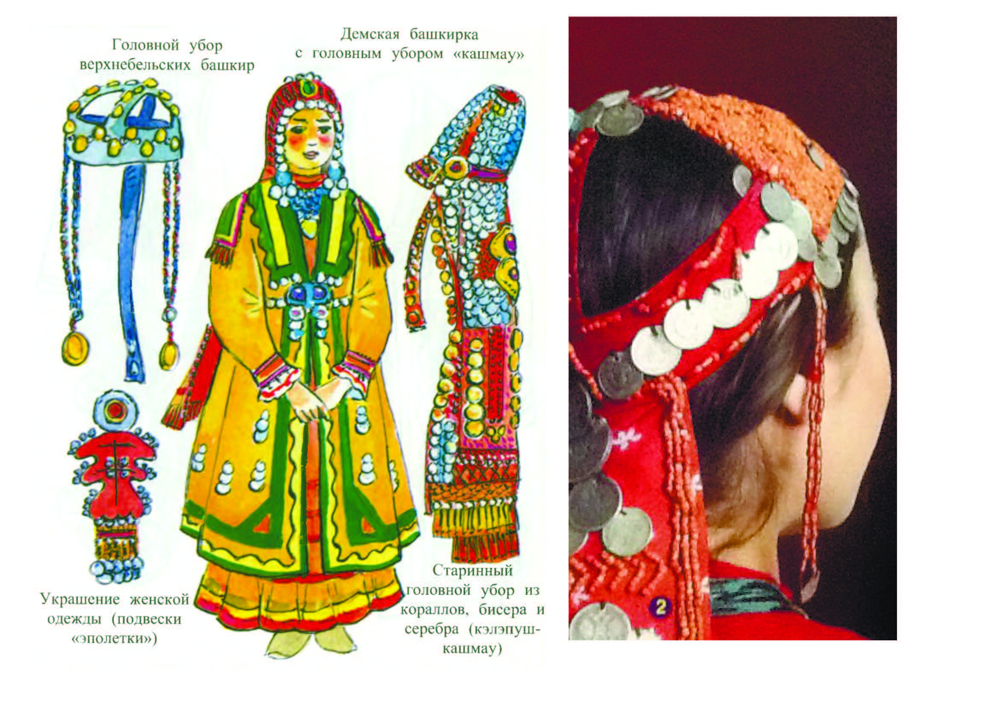 Головной убор
верхнебельских башкир
Демская башкирка
с головным убором «кашмау»
Украшение женской
одежды (подвески
«эполетки»)
Старинный
головной убор из
кораллов, бисера и
серебра (кэлэпуш-
кашмау)
2